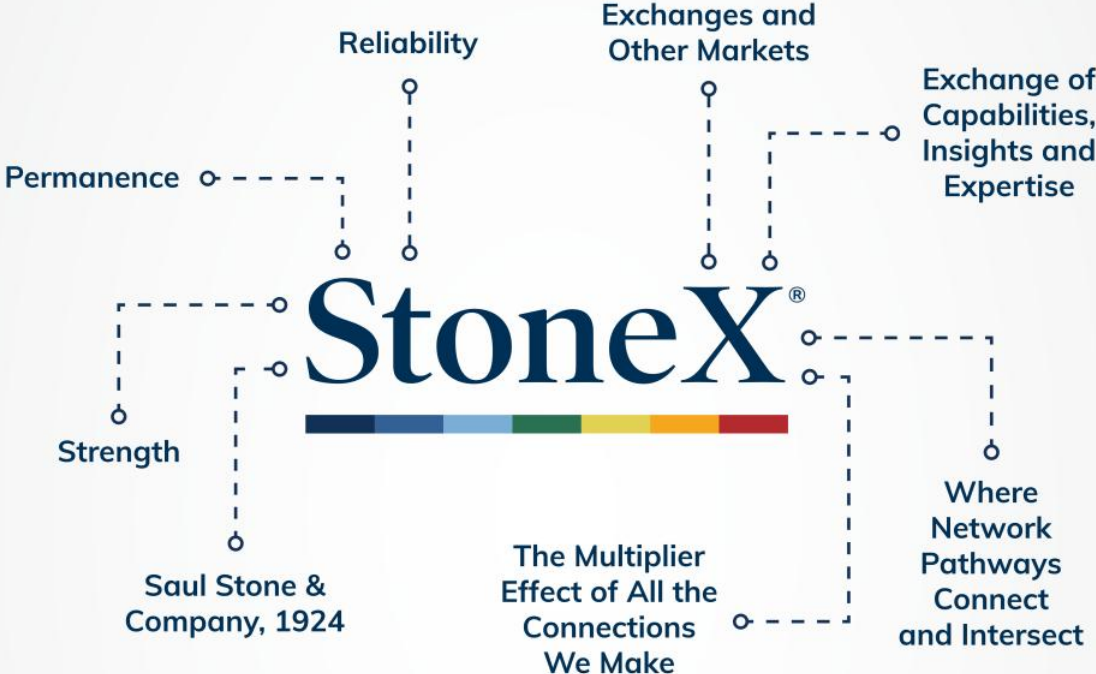 Reliability
Exchanges and
Other Markets
Exchange of
Capabilities,
Insights and
Expertise
Permanence
StoneX®
Strength
Saul Stone &
Company, 1924
The Multiplier
Effect of All the
Connections
We Make
Where
Network
Pathways
Connect
and Intersect